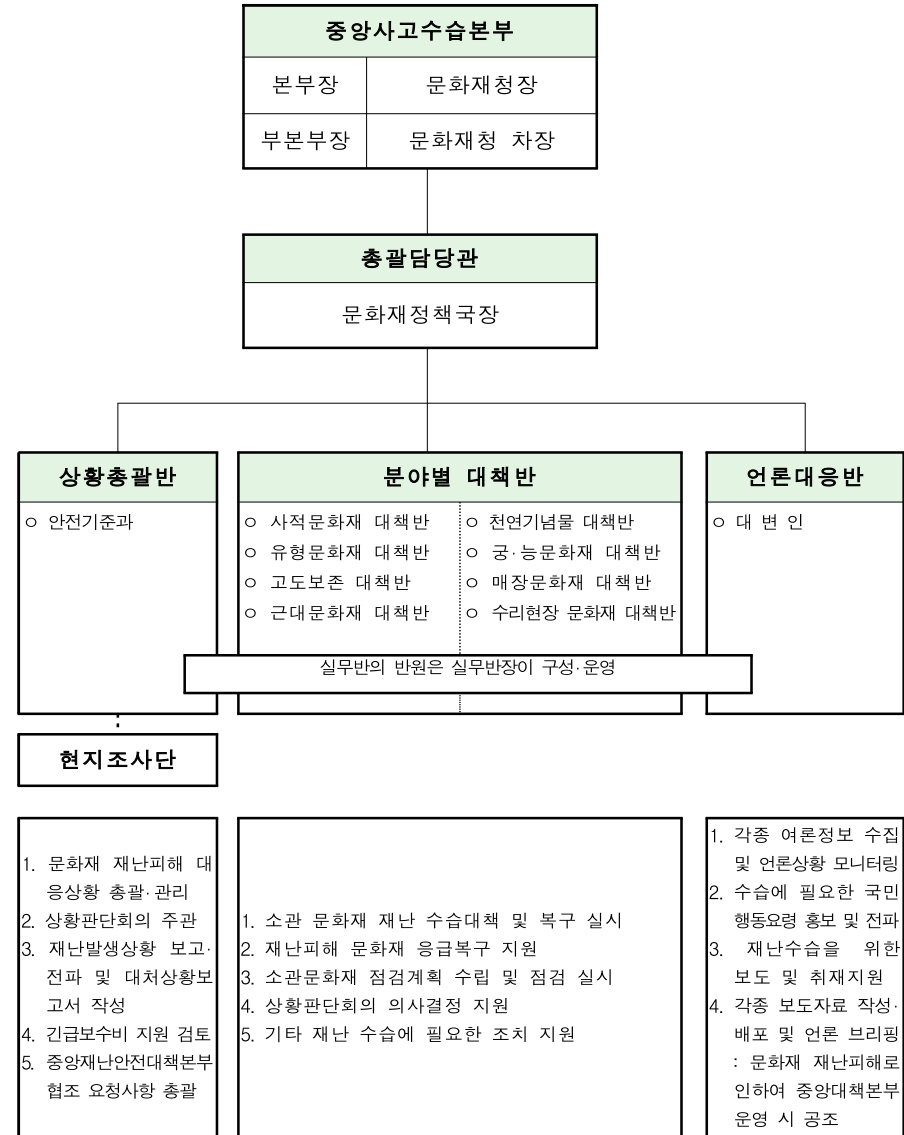 중앙사고수습본부
본부장 문화재청장
부본부장 문화재청 차장
총괄담당관
문화재정책국장
상황총괄반
ㅇ 안전기준과
분야별 대책반
ㅇ 사적문화재 대책반
ㅇ 유형문화재 대책반
ㅇ 고도보존 대책반
ㅇ 근대문화재 대책반
ㅇ 천연기념물 대책반
ㅇ 궁·능문화재 대책반
ㅇ 매장문화재 대책반
ㅇ 수리현장 문화재 대책반
언론대응반
ㅇ 대 변 인
실무반의 반원은 실무반장이 구성·운영
현지조사단
1. 문화재 재난피해 대
응상황 총괄·관리
2. 상황판단회의 주관
3. 재난발생상황 보고·
전파 및 대처상황보
고서 작성
4. 긴급보수비 지원 검토
5. 중앙재난안전대책본부
협조 요청사항 총괄
1. 소관 문화재 재난 수습대책 및 복구 실시
2. 재난피해 문화재 응급복구 지원
3. 소관문화재 점검계획 수립 및 점검 실시
4. 상황판단회의 의사결정 지원
5. 기타 재난 수습에 필요한 조치 지원
1. 각종 여론정보 수집
및 언론상황 모니터링
2. 수습에 필요한 국민
행동요령 홍보 및 전파
3. 재난수습을 위한
보도 및 취재지원
4. 각종 보도자료 작성·
배포 및 언론 브리핑
: 문화재 재난피해로
인하여 중앙대책본부
운영 시 공조